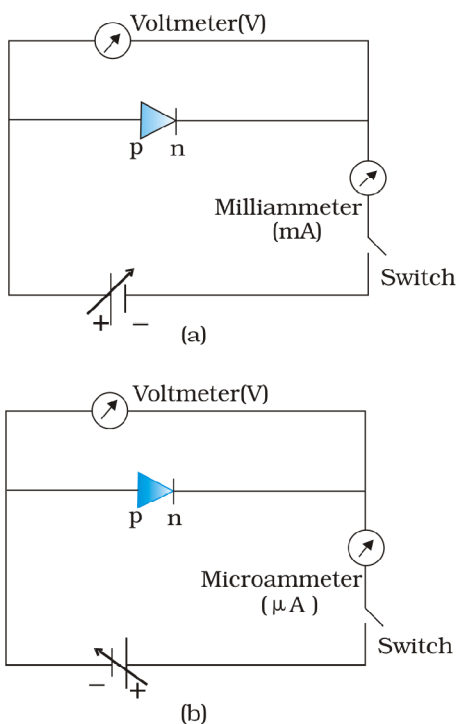 Voltmeter(V)
p n
Milliammeter
(mA)
Switch
+ −
(a)
Voltmeter(V)
p n
Microammeter
(μA)
Switch
− +
(b)